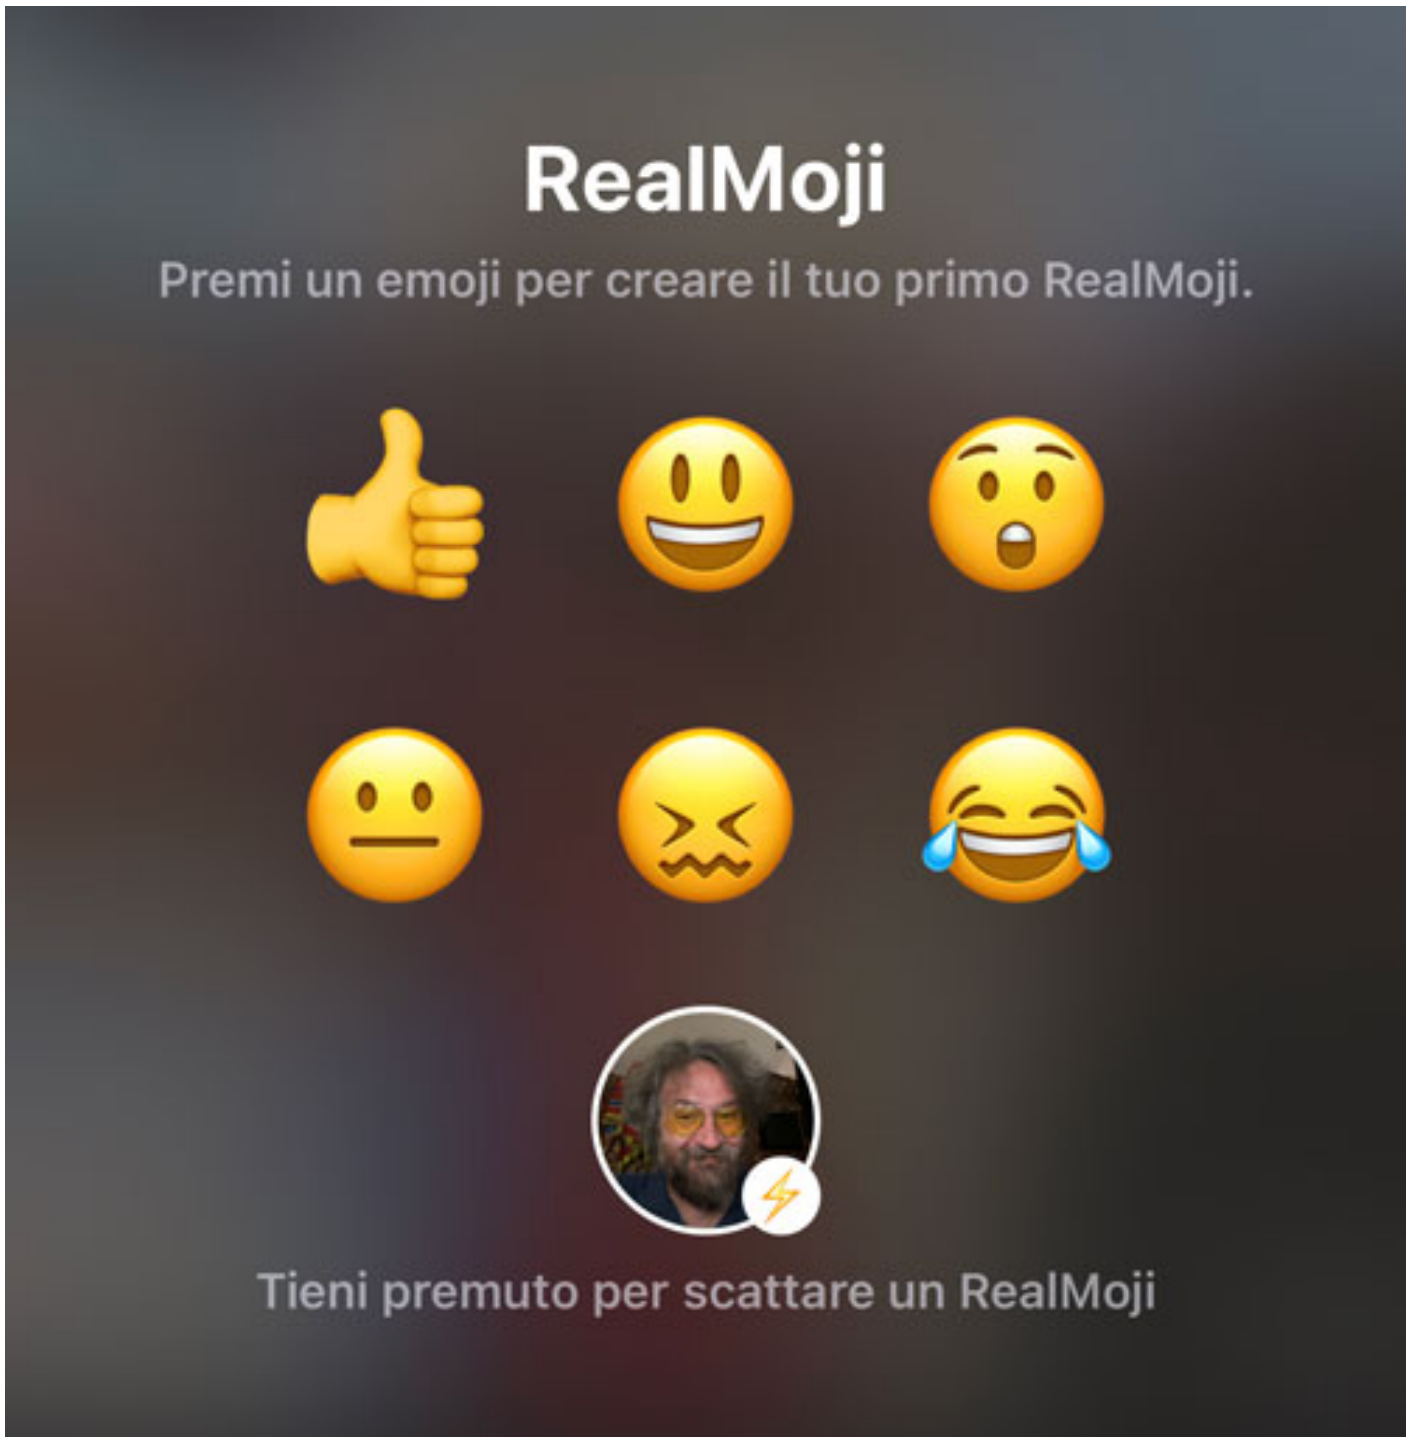 RealMoji
Premi un emoji per creare il tuo primo RealMoji.
Tieni premuto per scattare un RealMoji